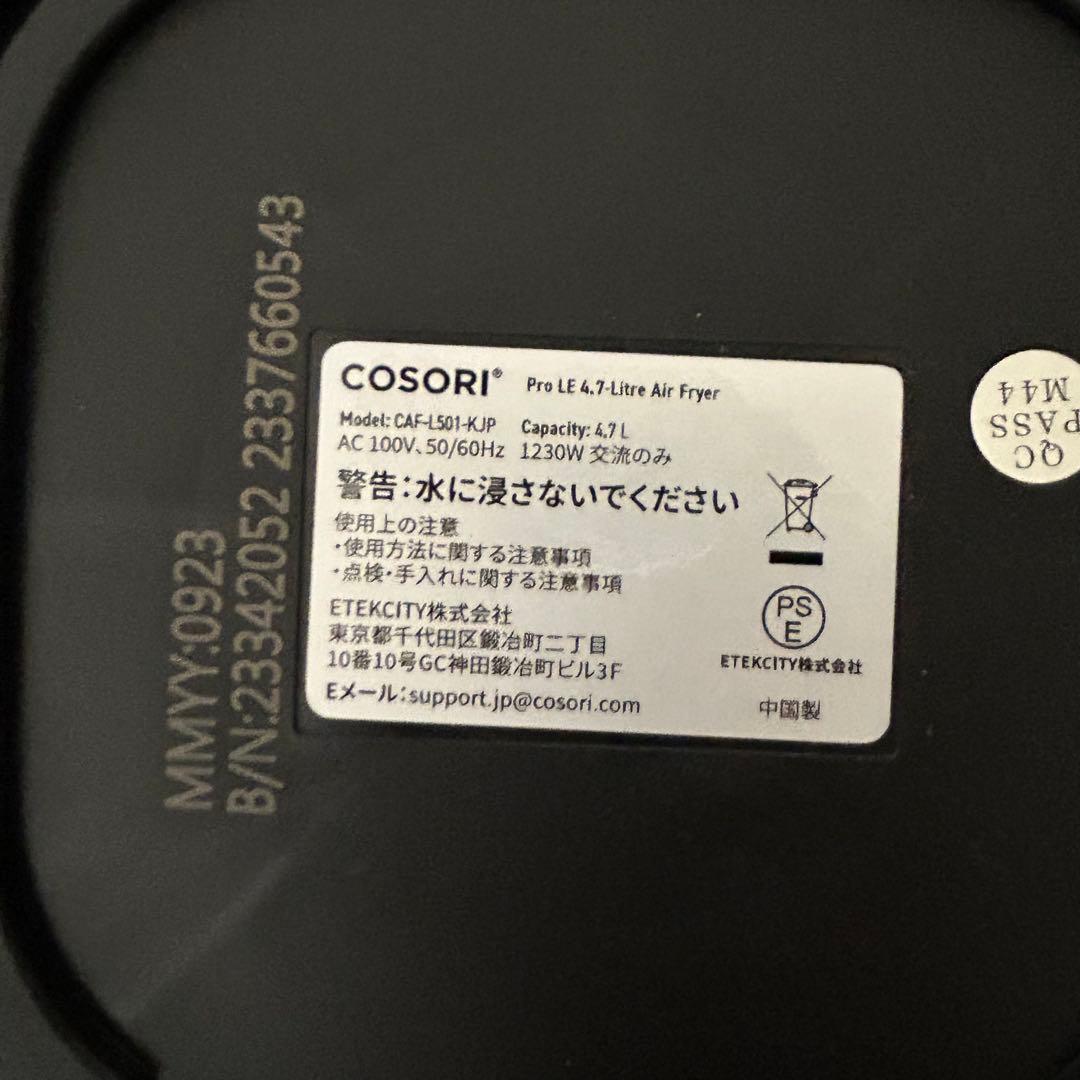 MMYY:0923
B/N:23342052 2337660543
COSORI® Pro LE 4.7-Litre Air Fryer
Model: CAF-L501-KJP Capacity: 4.7 L
AC 100V、50/60Hz 1230W 交流のみ
警告：水に浸さないでください
使用上の注意
・使用方法に関する注意事項
・点検・手入れに関する注意事項
ETEKCITY株式会社
東京都千代田区鍛冶町二丁目
10番10号GC神田鍛冶町ビル3F
Eメール：support.jp@cosori.com
PS
E
ETEKCITY株式会社
中国製
QC
PASS
M44